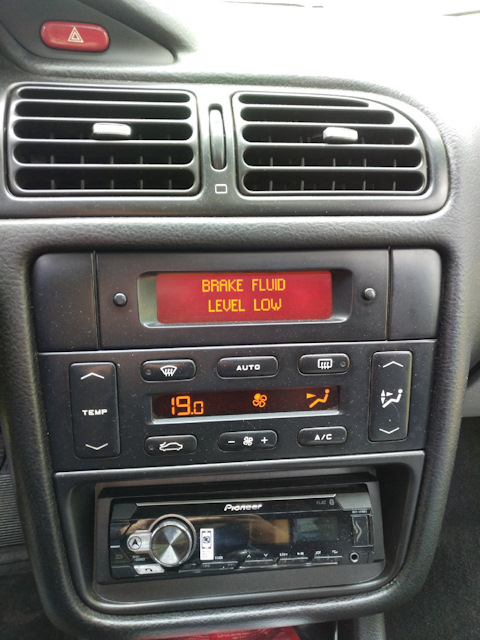 BRAKE FLUID
LEVEL LOW
AUTO
TEMP
19.0
- +
A/C
Pioneer